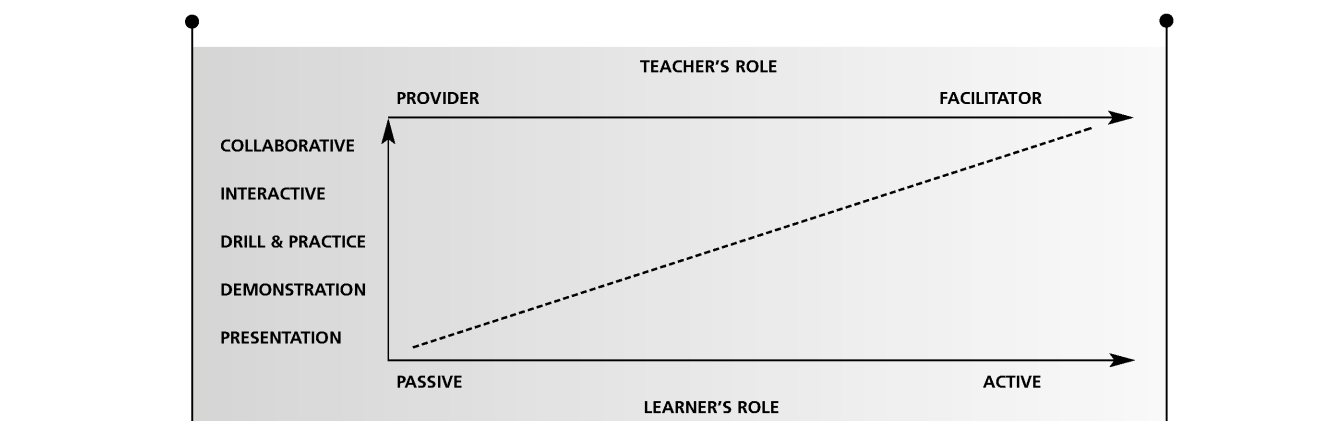 TEACHER’S ROLE
PROVIDER
FACILITATOR
COLLABORATIVE
INTERACTIVE
DRILL & PRACTICE
DEMONSTRATION
PRESENTATION
PASSIVE
ACTIVE
LEARNER’S ROLE